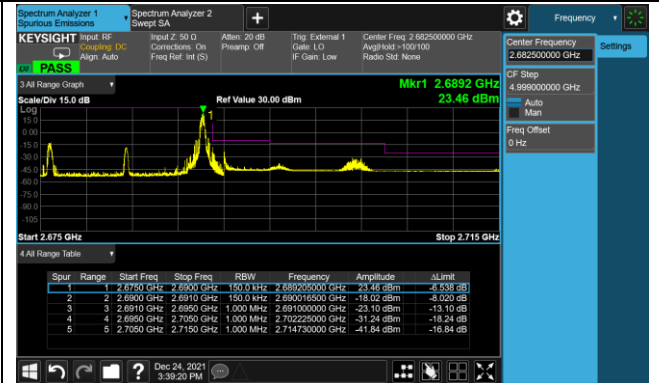 Spectrum Analyzer 1
Spurious Emissions
Spectrum Analyzer 2
Swept SA
+
Frequency
KEYSIGHT
Input: RF
Coupling: DC
Align: Auto
Input Z: 50 Ω
Corrections: On
Freq Ref: Int (S)
Atten: 20 dB
Preamp: Off
Trig: External 1
Gate: LO
IF Gain: Low
Center Freq: 2.682500000 GHz
Avg|Hold:>100/100
Radio Std: None
PASS
Center Frequency
2.682500000 GHz
Settings
CF Step
4.999000000 GHz
Auto
Man
Freq Offset
0 Hz
3 All Range Graph
Mkr1 2.6892 GHz
Scale/Div 15.0 dB
Ref Value 30.00 dBm
23.46 dBm
Log
1
15.0
0.00
-15.0
-30.0
-45.0
-60.0
-75.0
-90.0
-105
Start 2.675 GHz
Stop 2.715 GHz
4 All Range Table
Spur Range Start Freq Stop Freq RBW Frequency Amplitude ΔLimit
1 1 2.6750 GHz 2.6900 GHz 150.0 kHz 2.689205000 GHz 23.46 dBm -6.538 dB
2 2 2.6900 GHz 2.6910 GHz 150.0 kHz 2.690016500 GHz -18.02 dBm -8.020 dB
3 3 2.6910 GHz 2.6950 GHz 1.000 MHz 2.691000000 GHz -23.10 dBm -13.10 dB
4 4 2.6950 GHz 2.7050 GHz 1.000 MHz 2.702225000 GHz -31.24 dBm -18.24 dB
5 5 2.7050 GHz 2.7150 GHz 1.000 MHz 2.714730000 GHz -41.84 dBm -16.84 dB
?
Dec 24, 2021
3:39:20 PM